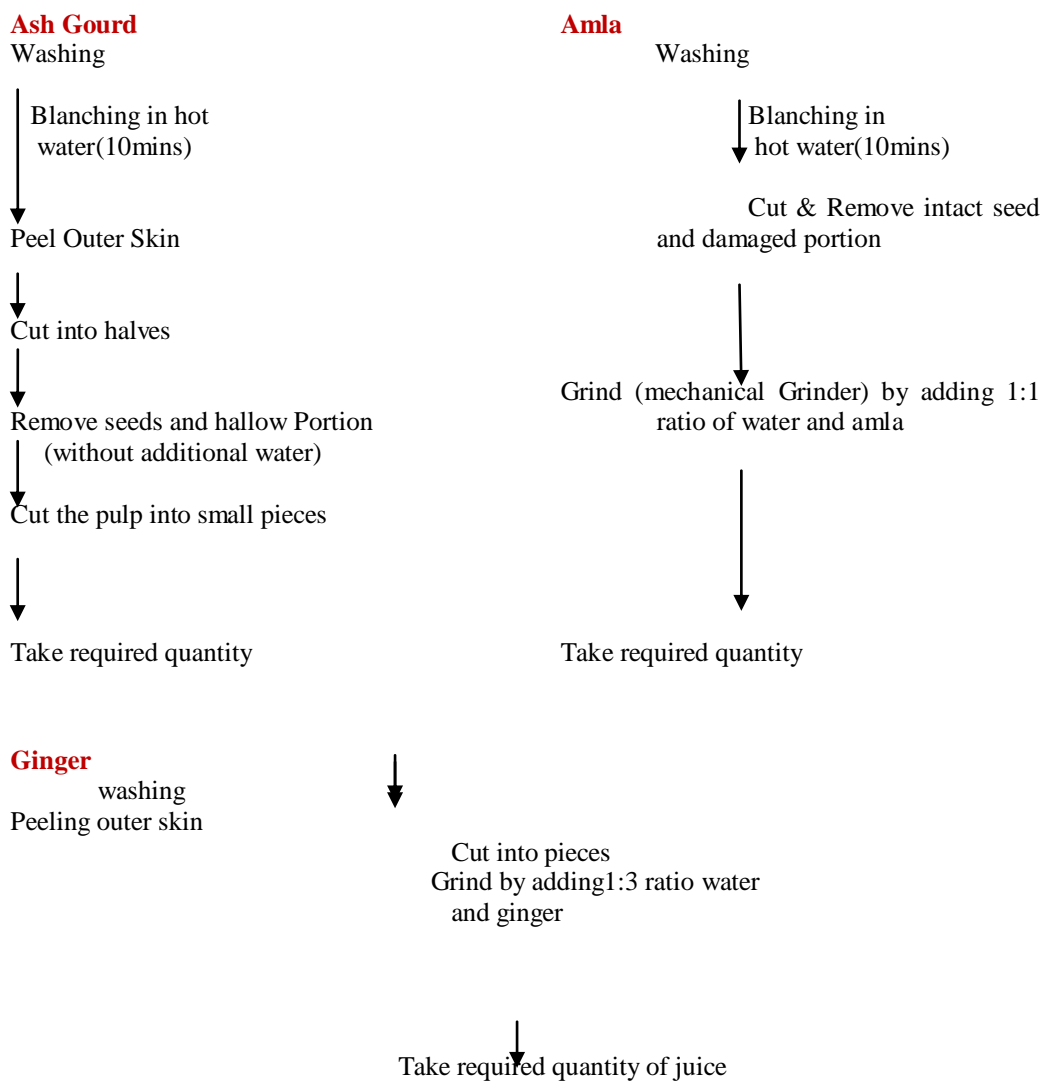 Ash Gourd
Washing
Blanching in hot
water(10mins)
Peel Outer Skin
Cut into halves
Remove seeds and hallow Portion
(without additional water)
Cut the pulp into small pieces
Take required quantity
Amla
Washing
Blanching in
hot water(10mins)
Cut & Remove intact seed
and damaged portion
Grind (mechanical Grinder) by adding 1:1
ratio of water and amla
Take required quantity
Ginger
washing
Peeling outer skin
Cut into pieces
Grind by adding1:3 ratio water
and ginger
Take required quantity of juice